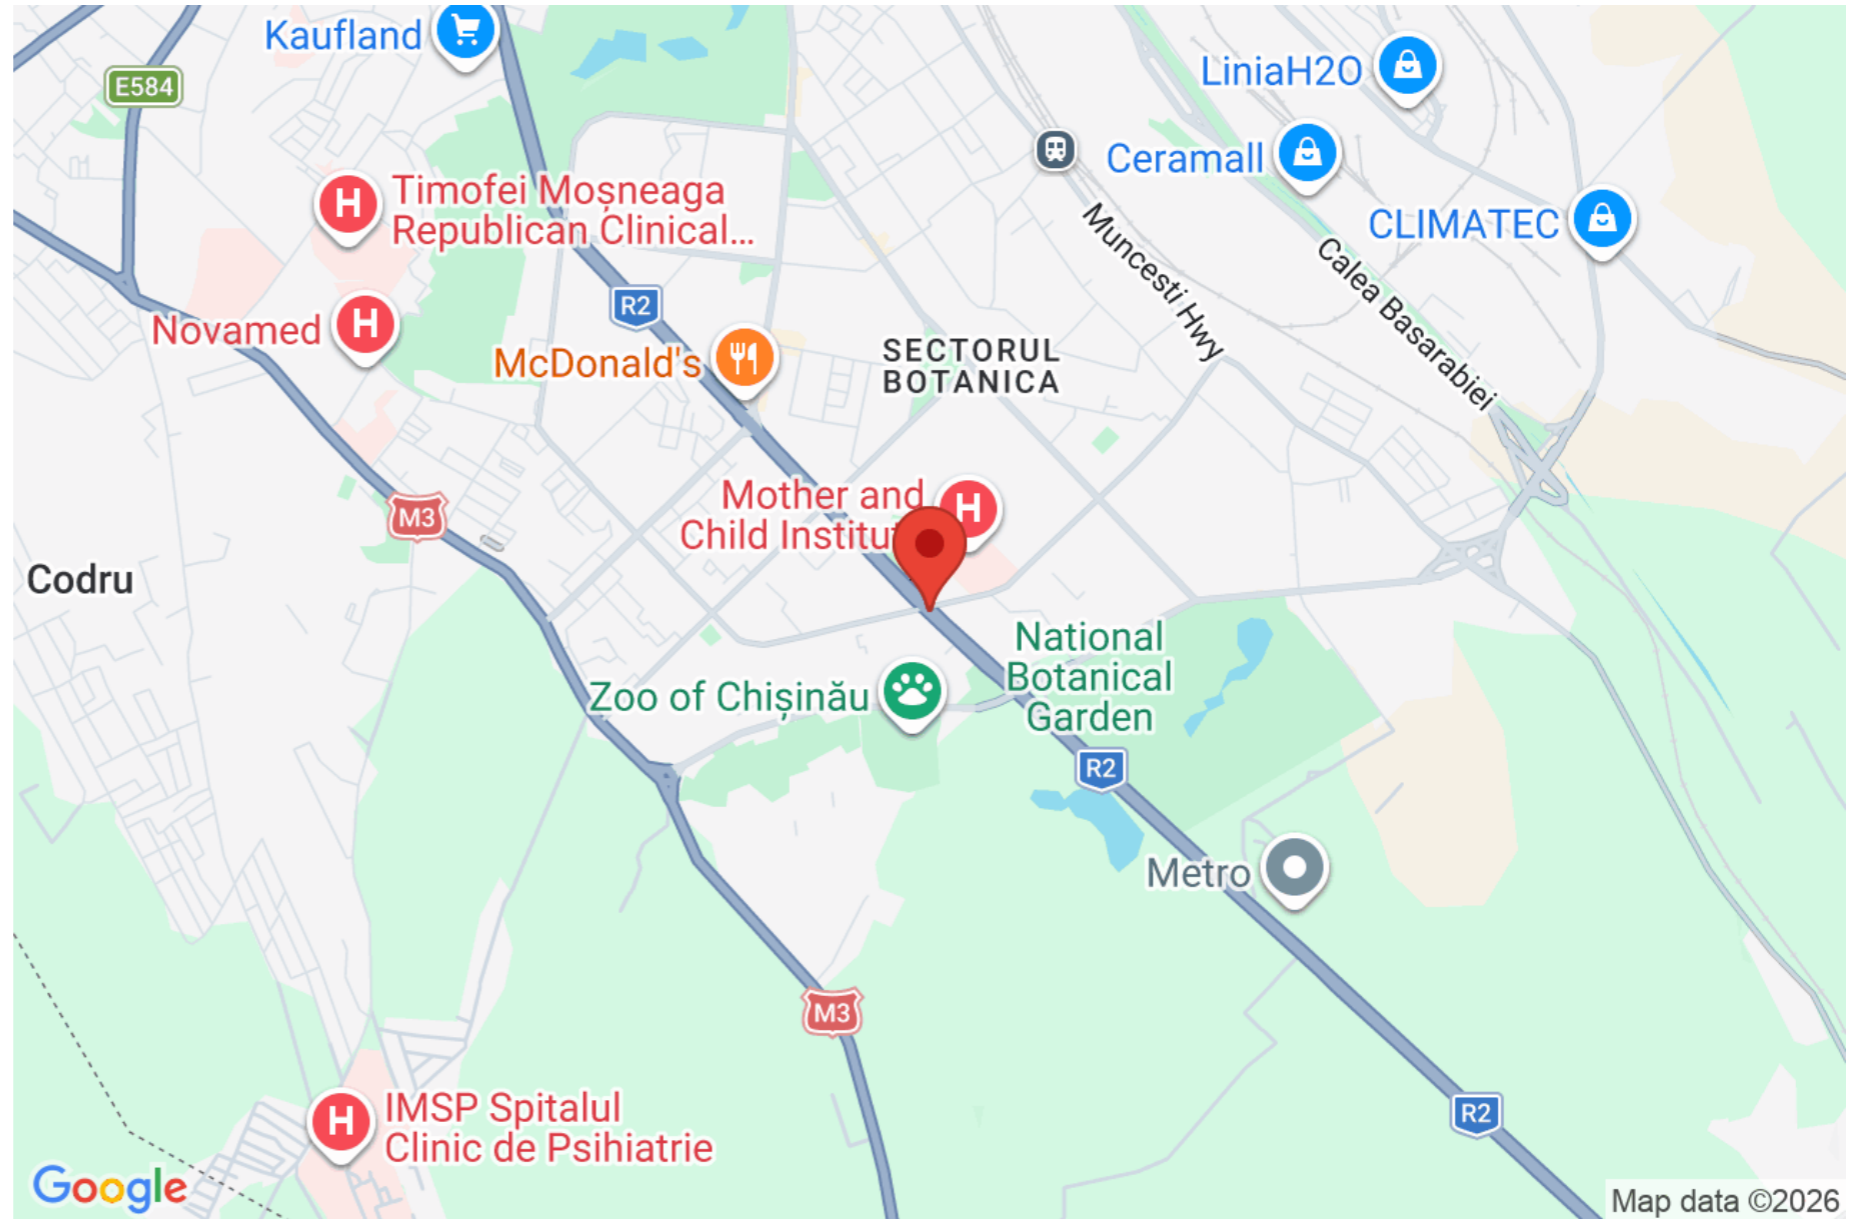 Kaufland
E584
LiniaH2O
Ceramall
Timofei Moșneaga
Republican Clinical...
CLIMATEC
Muncesti Hwy
Calea Basarabiei
R2
Novamed
McDonald's
SECTORUL
BOTANICA
M3
Mother and
Child Institu
Codru
National
Botanical
Garden
Zoo of Chișinău
R2
Metro
M3
IMSP Spitalul
Clinic de Psihiatrie
R2
Google
Map data ©2026